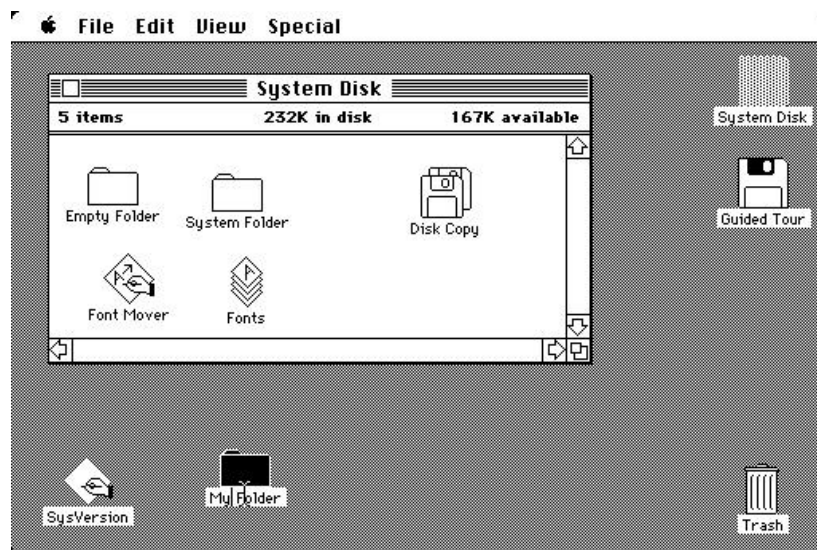 File Edit View Special
System Disk
5 items 232K in disk 167K available
Empty Folder System Folder Disk Copy
Font Mover Fonts
System Disk
Guided Tour
SysVersion My Folder Trash